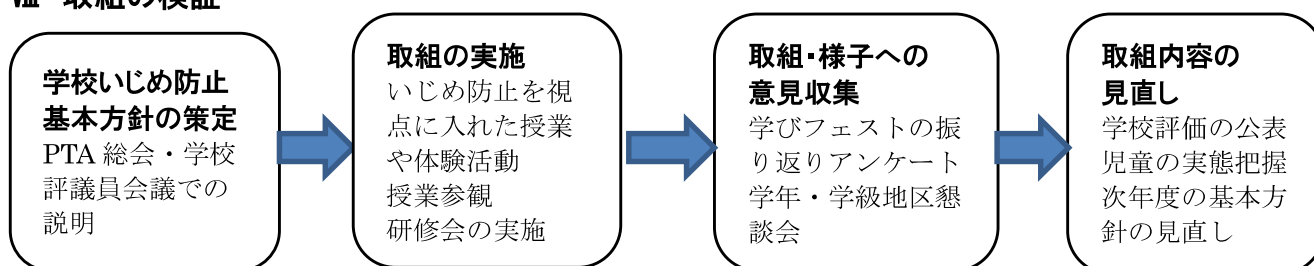 Ⅷ 取組の検証
学校いじめ防止
基本方針の策定
PTA 総会・学校
評議員会議での
説明
取組の実施
いじめ防止を視
点に入れた授業
や体験活動
授業参観
研修会の実施
取組・様子への
意見収集
学びフェストの振
り返りアンケート
学年・学級地区懇
談会
取組内容の
見直し
学校評価の公表
児童の実態把握
次年度の基本方
針の見直し